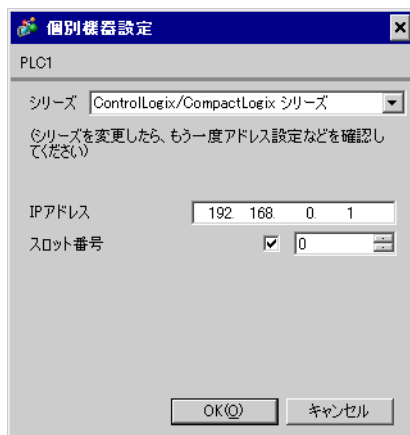 個別機器設定
PLC1
シリーズ ControlLogix/CompactLogix シリーズ
(シリーズを変更したら、もう一度アドレス設定などを確認し
てください)
IPアドレス 192. 168. 0. 1
スロット番号 0
OK(O) キャンセル